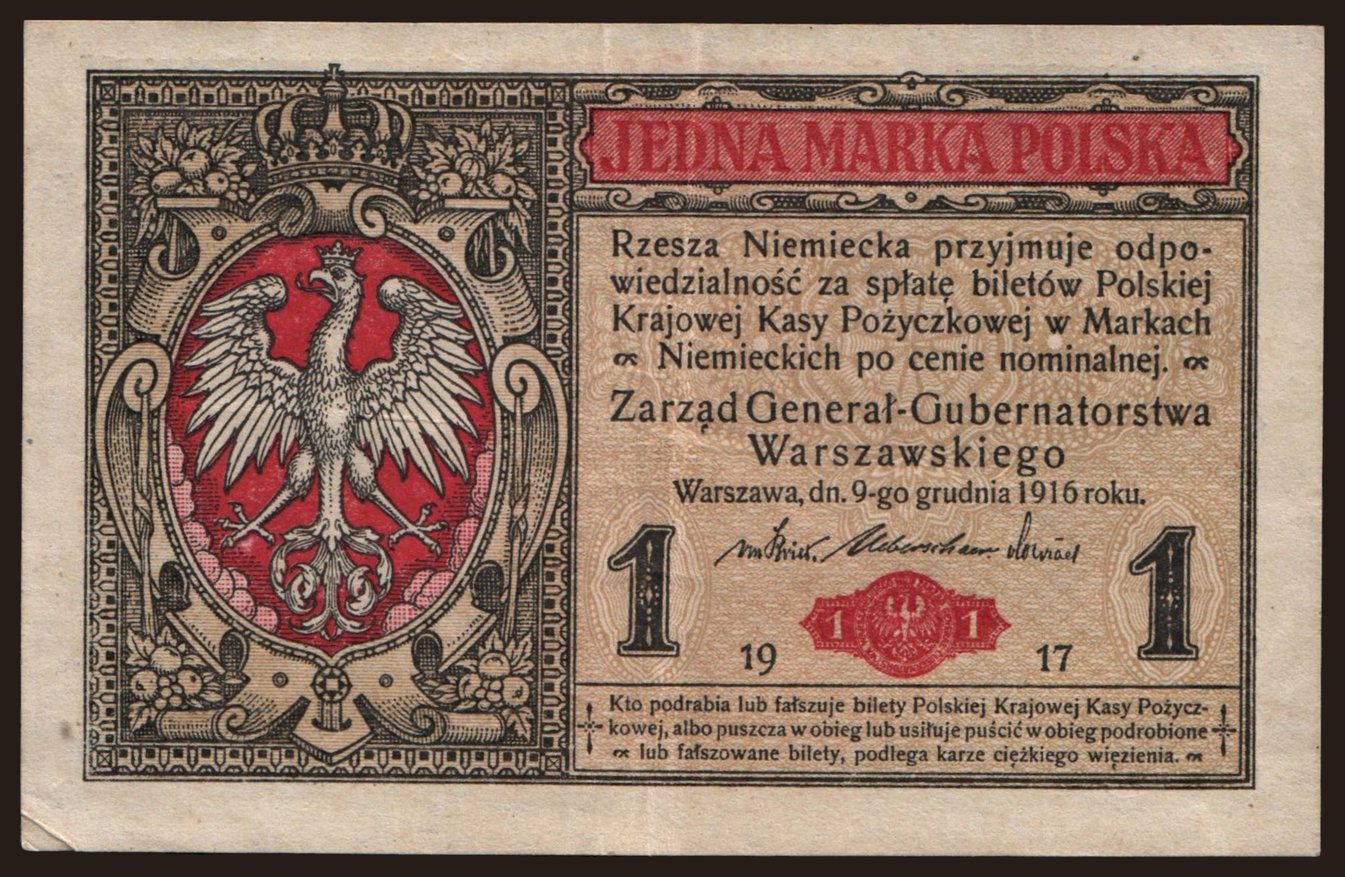 JEDNA MARKA POLSKA
Rzesza Niemiecka przyjmuje odpo-
wiedzialność za spłatę biletów Polskiej
Krajowej Kasy Pożyczkowej w Markach
Niemieckich po cenie nominalnej.
Zarząd Generał-Gubernatorstwa
Warszawskiego
Warszawa, dn. 9-go grudnia 1916 roku.
1 1
1 1
19 17
Kto podrabia lub fałszuje bilety Polskiej Krajowej Kasy Pożycz-
kowej, albo puszcza w obieg lub usiłuje puścić w obieg podrobione
lub fałszowane bilety, podlega karze ciężkiego więzienia.